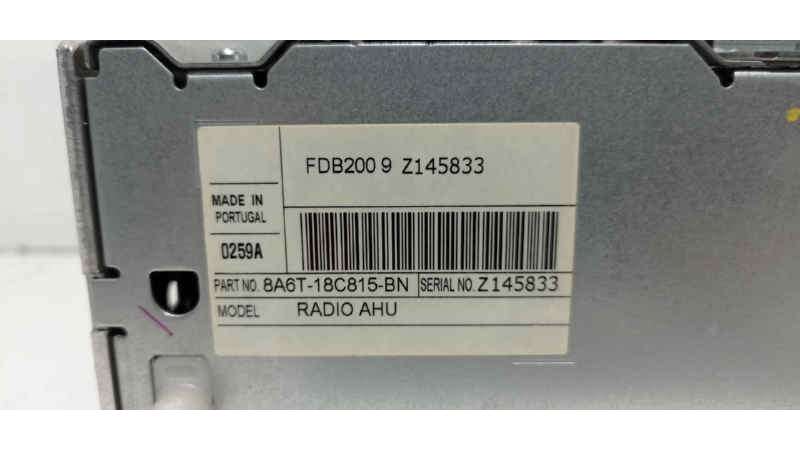 FDB200 9 Z145833
MADE IN
PORTUGAL
0259A
PART NO. 8A6T-18C815-BN SERIAL NO. Z145833
MODEL RADIO AHU